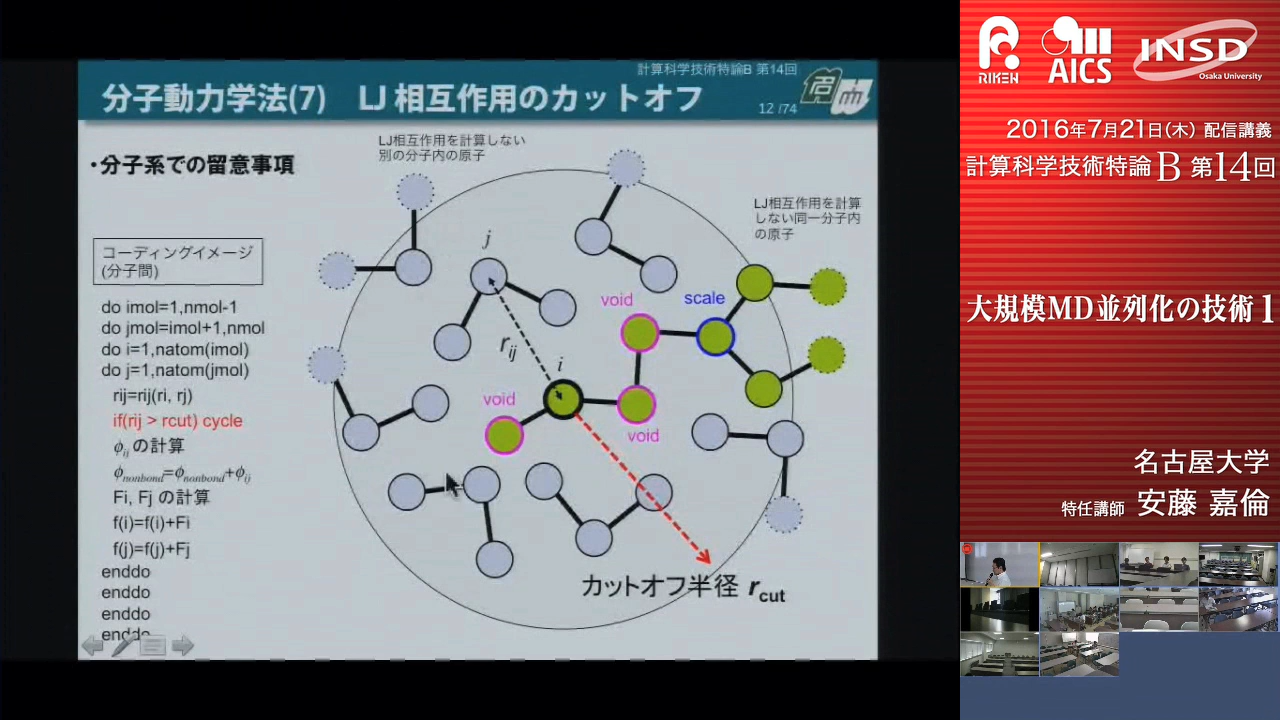 計算科学技術特論B 第14回
分子動力学法(7) LJ 相互作用のカットオフ
12 /74
・分子系での留意事項
LJ相互作用を計算しない
別の分子内の原子
LJ相互作用を計算
しない同一分子内
の原子
コーディングイメージ
(分子間)
do imol=1,nmol-1
do jmol=imol+1,nmol
do i=1,natom(imol)
do j=1,natom(jmol)
rij=rij(ri, rj)
if(rij > rcut) cycle
ϕij の計算
ϕnonbond=ϕnonbond+ϕij
Fi, Fj の計算
f(i)=f(i)+Fi
f(j)=f(j)+Fj
enddo
enddo
enddo
enddo
j
rij
i
void
scale
void
void
カットオフ半径 rcut
RIKEN
AICS
INSD
Osaka University
2016年7月21日(木) 配信講義
計算科学技術特論 B 第14回
大規模MD並列化の技術1
名古屋大学
特任講師 安藤 嘉倫